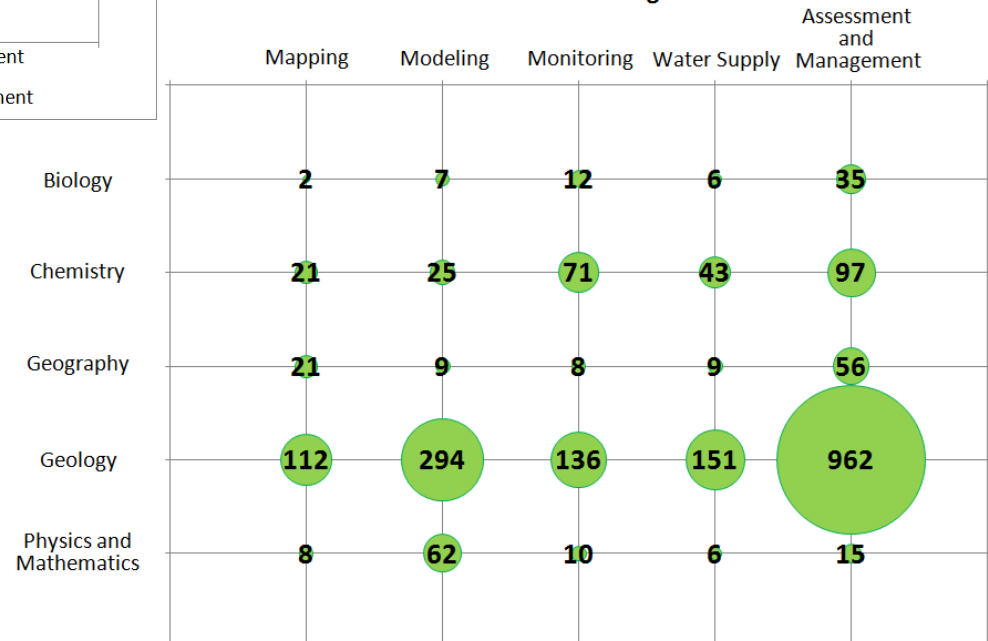 Assessment
and
Mapping Modeling Monitoring Water Supply Management
Biology 2 7 12 6 35
Chemistry 21 25 71 43 97
Geography 21 9 8 9 56
Geology 112 294 136 151 962
Physics and
Mathematics 8 62 10 6 15